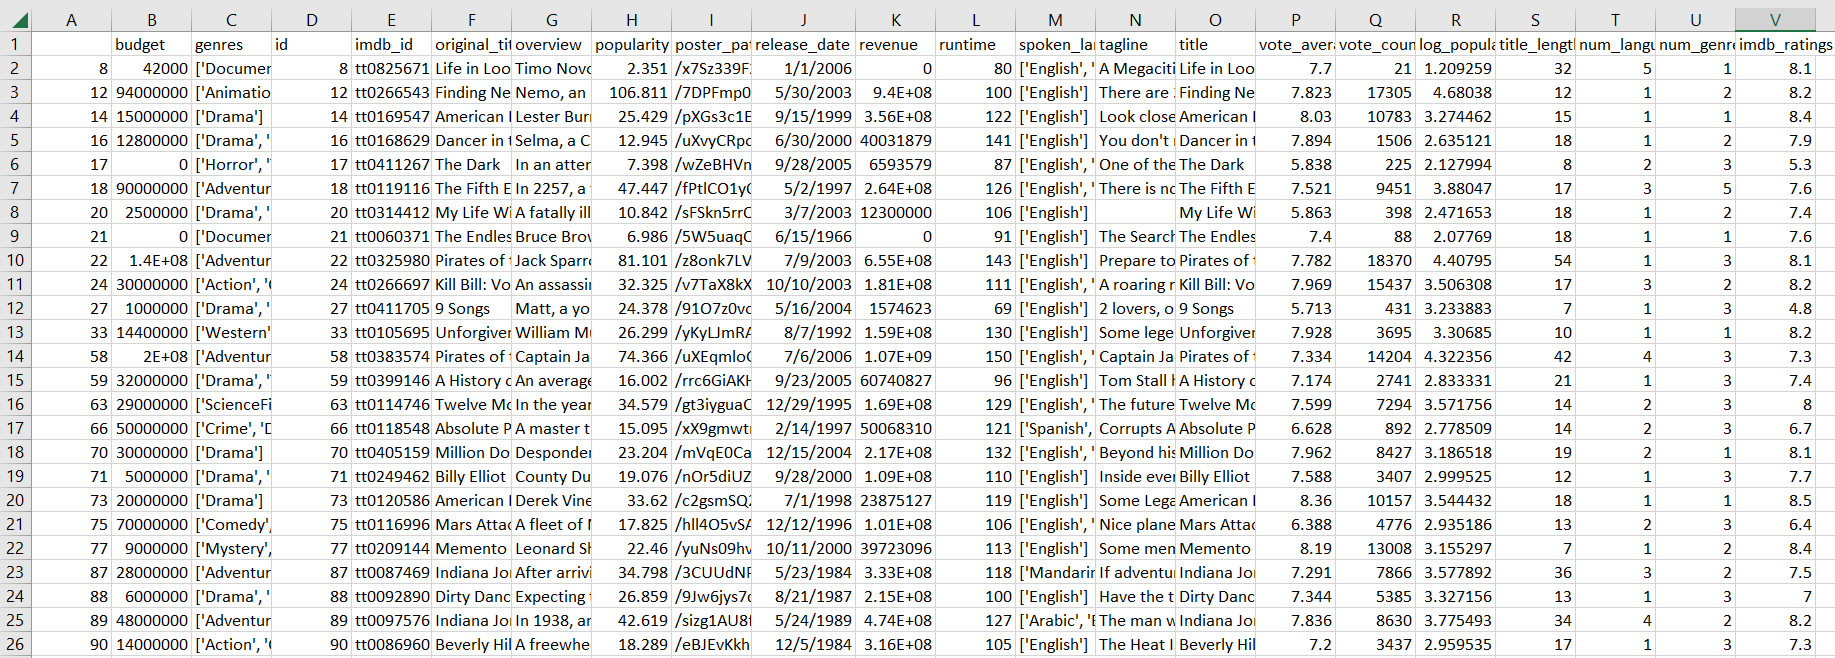 A B C D E F G H I J K L M N O P Q R S T U V
1 budget genres id imdb_id original_tit overview popularity poster_pat release_date revenue runtime spoken_lan tagline title vote_avera vote_coun log_popula title_length num_langu num_genre imdb_ratings
2 8 42000 ['Documer 8 tt0825671 Life in Loo Timo Novo 2.351 /x7Sz339F. 1/1/2006 0 80 ['English', ' A Megaciti Life in Loo 7.7 21 1.209259 32 5 1 8.1
3 12 94000000 ['Animatio 12 tt0266543 Finding Ne Nemo, an 106.811 /7DPFmp0 5/30/2003 9.4E+08 100 ['English'] There are Finding Ne 7.823 17305 4.68038 12 1 2 8.2
4 14 15000000 ['Drama'] 14 tt0169547 American Lester Buri 25.429 /pXGs3c1E 9/15/1999 3.56E+08 122 ['English'] Look close American 8.03 10783 3.274462 15 1 1 8.4
5 16 12800000 ['Drama', ' 16 tt0168629 Dancer in t Selma, a C 12.945 /uXvyCRpc 6/30/2000 40031879 141 ['English'] You don't Dancer in t 7.894 1506 2.635121 18 1 2 7.9
6 17 0 ['Horror', ' 17 tt0411267 The Dark In an atter 7.398 /wZeBHVn 9/28/2005 6593579 87 ['English', ' One of the The Dark 5.838 225 2.127994 8 2 3 5.3
7 18 90000000 ['Adventur 18 tt0119116 The Fifth E In 2257, a 47.447 /fPtlCO1y 5/2/1997 2.64E+08 126 ['English', ' There is no The Fifth E 7.521 9451 3.88047 17 3 5 7.6
8 20 2500000 ['Drama', ' 20 tt0314412 My Life Wi A fatally ill 10.842 /sFSkn5rrC 3/7/2003 12300000 106 ['English'] My Life Wi 5.863 398 2.471653 18 1 2 7.4
9 21 0 ['Documer 21 tt0060371 The Endles Bruce Brov 6.986 /5W5uaqC 6/15/1966 0 91 ['English'] The Search The Endles 7.4 88 2.07769 18 1 1 7.6
10 22 1.4E+08 ['Adventur 22 tt0325980 Pirates of Jack Sparro 81.101 /z8onk7LV 7/9/2003 6.55E+08 143 ['English'] Prepare to Pirates of 7.782 18370 4.40795 54 1 3 8.1
11 24 30000000 ['Action', ' 24 tt0266697 Kill Bill: Vo An assassi 32.325 /v7TaX8kX 10/10/2003 1.81E+08 111 ['English', ' A roaring r Kill Bill: Vo 7.969 15437 3.506308 17 3 2 8.2
12 27 1000000 ['Drama', ' 27 tt0411705 9 Songs Matt, a yo 24.378 /91O7z0vc 5/16/2004 1574623 69 ['English'] 2 lovers, o 9 Songs 5.713 431 3.233883 7 1 3 4.8
13 33 14400000 ['Western' 33 tt0105695 Unforgiver William Mu 26.299 /yKyLJmRA 8/7/1992 1.59E+08 130 ['English'] Some lege Unforgiver 7.928 3695 3.30685 10 1 1 8.2
14 58 2E+08 ['Adventur 58 tt0383574 Pirates of Captain Ja 74.366 /uXEqmlo 7/6/2006 1.07E+09 150 ['English', ' Captain Ja Pirates of 7.334 14204 4.322356 42 4 3 7.3
15 59 32000000 ['Drama', ' 59 tt0399146 A History c An average 16.002 /rrc6GiAKH 9/23/2005 60740827 96 ['English'] Tom Stall h A History c 7.174 2741 2.833331 21 1 3 7.4
16 63 29000000 ['ScienceFi 63 tt0114746 Twelve Mo In the year 34.579 /gt3iyguaC 12/29/1995 1.69E+08 129 ['English', ' The future Twelve Mo 7.599 7294 3.571756 14 2 3 8
17 66 50000000 ['Crime', 'D 66 tt0118548 Absolute P A master t 15.095 /xX9gmwt 2/14/1997 50068310 121 ['Spanish', Corrupts A Absolute P 6.628 892 2.778509 14 2 3 6.7
18 70 30000000 ['Drama'] 70 tt0405159 Million Do Desponder 23.204 /mVqE0Ca 12/15/2004 2.17E+08 132 ['English', ' Beyond his Million Do 7.962 8427 3.186518 19 2 1 8.1
19 71 5000000 ['Drama', ' 71 tt0249462 Billy Elliot County Du 19.076 /nOr5diUZ 9/28/2000 1.09E+08 110 ['English'] Inside ever Billy Elliot 7.588 3407 2.999525 12 1 3 7.7
20 73 20000000 ['Drama'] 73 tt0120586 American Derek Vine 33.62 /c2gsmSQ 7/1/1998 23875127 119 ['English'] Some Lega American 8.36 10157 3.544432 18 1 1 8.5
21 75 70000000 ['Comedy', 75 tt0116996 Mars Attac A fleet of 17.825 /hll4O5vSA 12/12/1996 1.01E+08 106 ['English', ' Nice plane Mars Attac 6.388 4776 2.935186 13 2 3 6.4
22 77 9000000 ['Mystery', 77 tt0209144 Memento Leonard Sh 22.46 /yuNs09hv 10/11/2000 39723096 113 ['English'] Some men Memento 8.19 13008 3.155297 7 1 2 8.4
23 87 28000000 ['Adventur 87 tt0087469 Indiana Jo After arrivi 34.798 /3CUUdNF 5/23/1984 3.33E+08 118 ['Mandarir If adventu Indiana Jo 7.291 7866 3.577892 36 3 2 7.5
24 88 6000000 ['Drama', ' 88 tt0092890 Dirty Danc Expecting 26.859 /9Jw6jys7 8/21/1987 2.15E+08 100 ['English'] Have the t Dirty Danc 7.344 5385 3.327156 13 1 3 7
25 89 48000000 ['Adventur 89 tt0097576 Indiana Jo In 1938, ar 42.619 /sizg1AU8 5/24/1989 4.74E+08 127 ['Arabic', 'E The man w Indiana Jo 7.836 8630 3.775493 34 4 2 8.2
26 90 14000000 ['Action', ' 90 tt0086960 Beverly Hil A freewhe 18.289 /eBJEvKkh 12/5/1984 3.16E+08 105 ['English'] The Heat I Beverly Hil 7.2 3437 2.959535 17 1 3 7.3